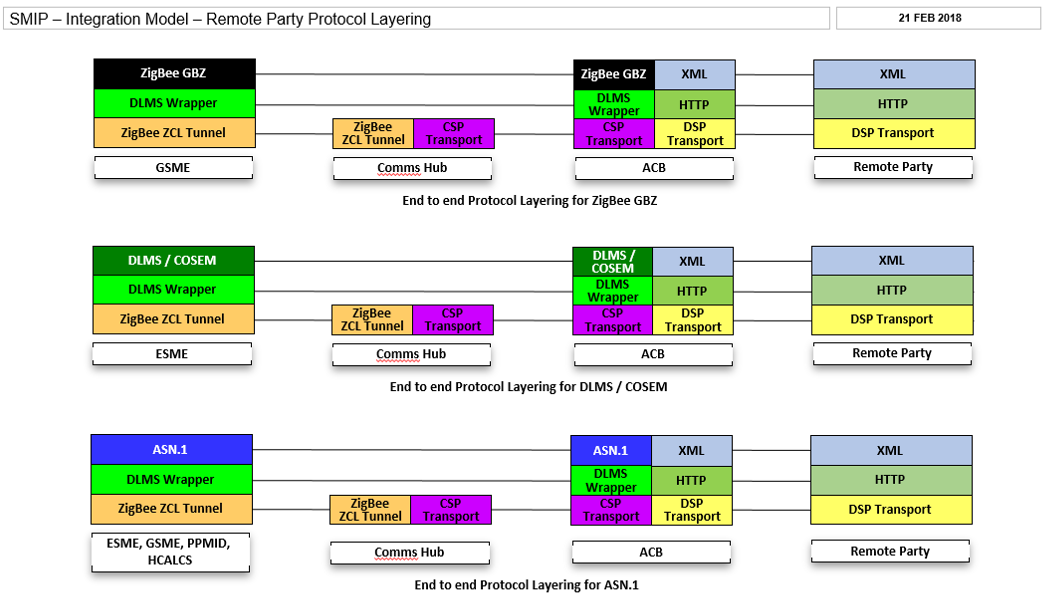 SMIP – Integration Model – Remote Party Protocol Layering
21 FEB 2018
ZigBee GBZ
ZigBee GBZ
XML
XML
DLMS Wrapper
DLMS
Wrapper
HTTP
HTTP
ZigBee ZCL Tunnel
ZigBee
ZCL Tunnel
CSP
Transport
CSP
Transport
DSP
Transport
DSP Transport
GSME
Comms Hub
ACB
Remote Party
End to end Protocol Layering for ZigBee GBZ
DLMS / COSEM
DLMS /
COSEM
XML
XML
DLMS Wrapper
DLMS
Wrapper
HTTP
HTTP
ZigBee ZCL Tunnel
ZigBee
ZCL Tunnel
CSP
Transport
CSP
Transport
DSP
Transport
DSP Transport
ESME
Comms Hub
ACB
Remote Party
End to end Protocol Layering for DLMS / COSEM
ASN.1
ASN.1
XML
XML
DLMS Wrapper
DLMS
Wrapper
HTTP
HTTP
ZigBee ZCL Tunnel
ZigBee
ZCL Tunnel
CSP
Transport
CSP
Transport
DSP
Transport
DSP Transport
ESME, GSME, PPMID,
HCALCS
Comms Hub
ACB
Remote Party
End to end Protocol Layering for ASN.1